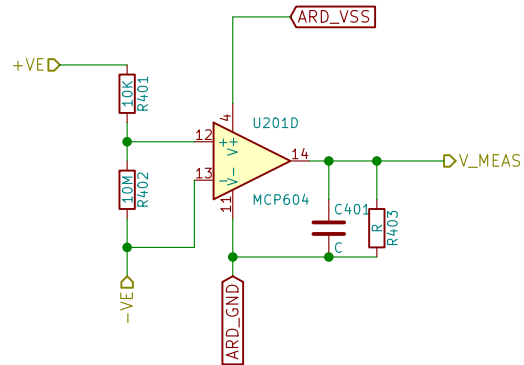 ARD_VSS
+VE
10K
R401
4
U201D
12
+
V+
14
V_MEAS
13
-
V-
10M
R402
11
MCP604
C401
C
R
R403
-VE
ARD_GND